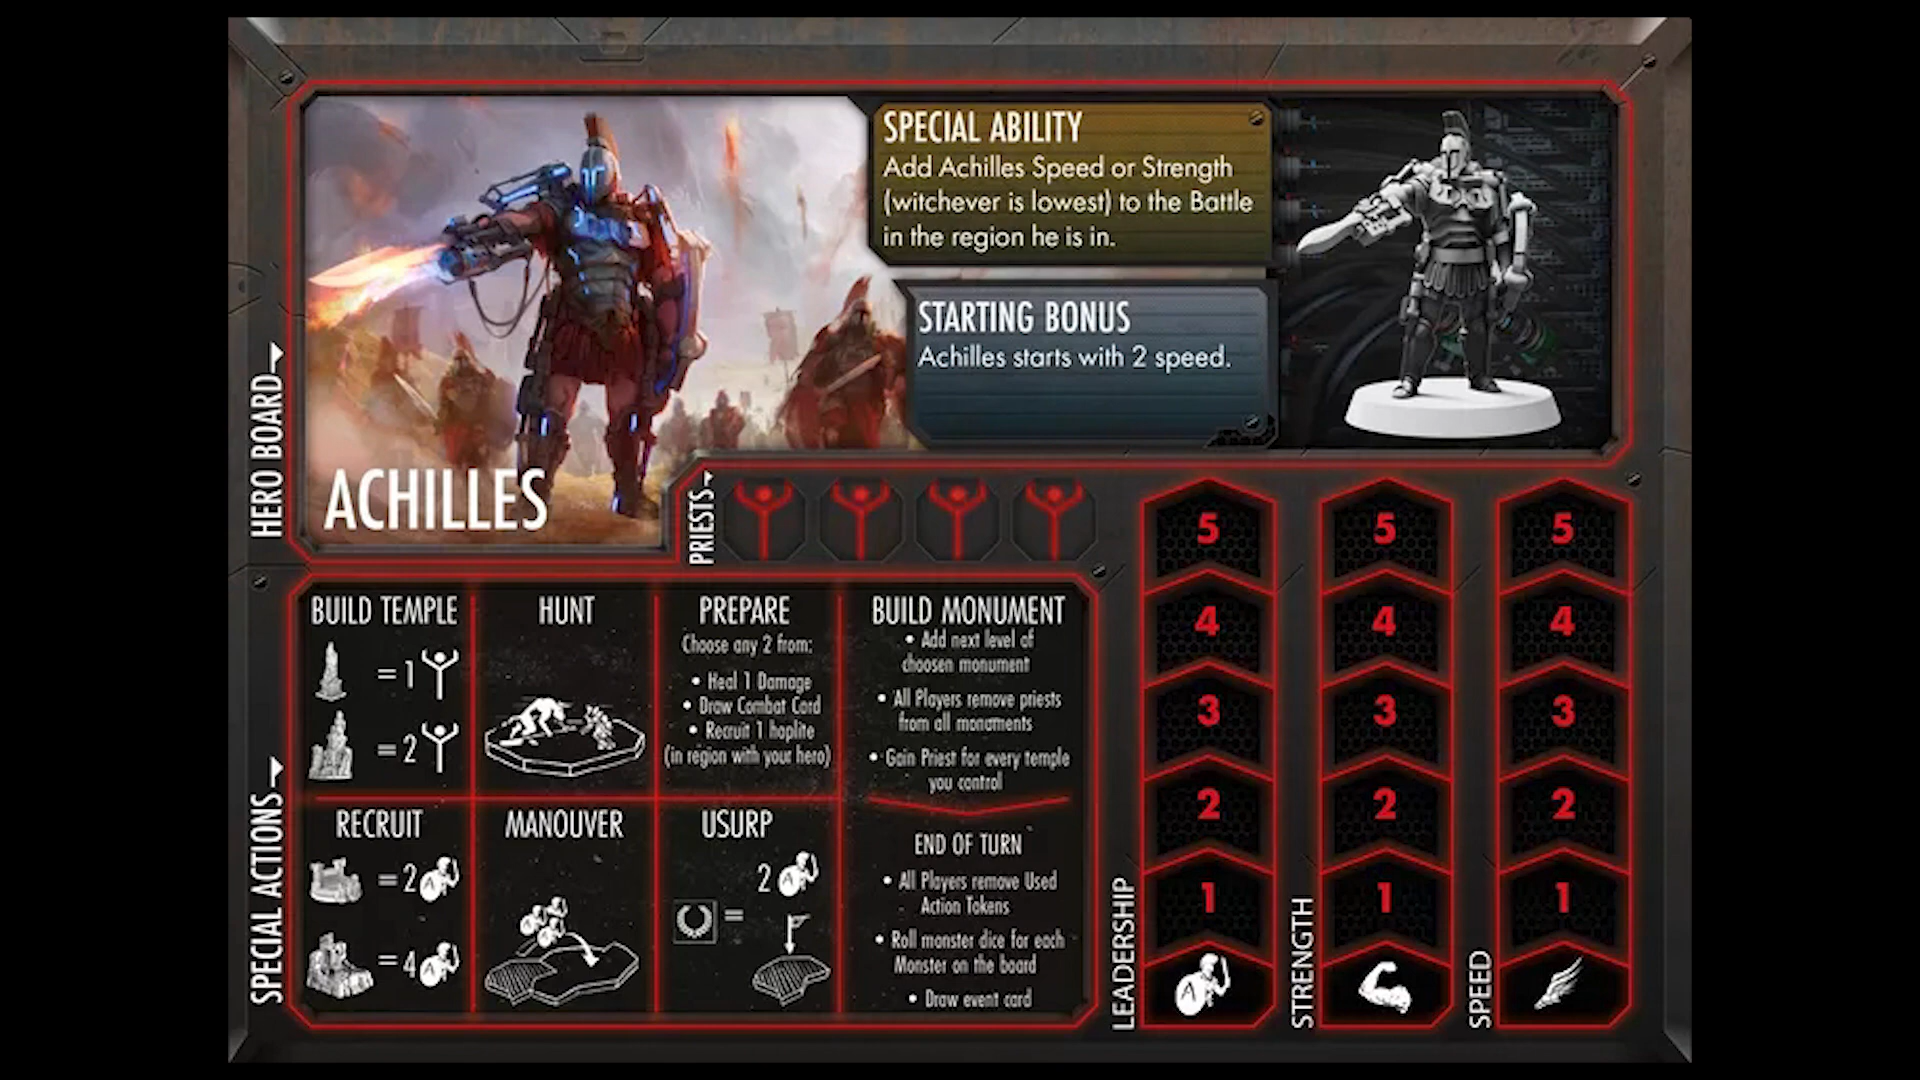 SPECIAL ABILITY
Add Achilles Speed or Strength
(witchever is lowest) to the Battle
in the region he is in.
STARTING BONUS
Achilles starts with 2 speed.
HERO BOARD
ACHILLES
PRIESTS
SPECIAL ACTIONS
BUILD TEMPLE
= 1
= 2
HUNT
PREPARE
Choose any 2 from:
• Heal 1 Damage
• Draw Combat Card
• Recruit 1 hoplite
(in region with your hero)
BUILD MONUMENT
• Add next level of
choosen monument
• All Players remove priests
from all monuments
• Gain Priest for every temple
you control
RECRUIT
= 2 A
= 4 A
MANOUVER
USURP
2 A
=
END OF TURN
• All Players remove Used
Action Tokens
• Roll monster dice for each
Monster on the board
• Draw event card
LEADERSHIP
5
4
3
2
1
A
STRENGTH
5
4
3
2
1
SPEED
5
4
3
2
1